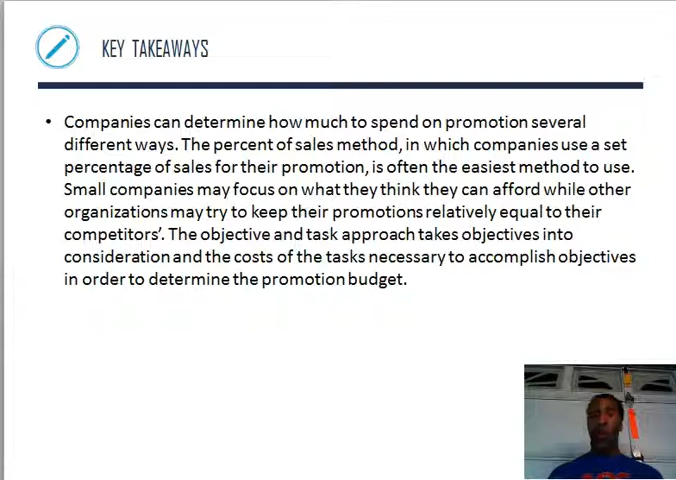 KEY TAKEAWAYS
• Companies can determine how much to spend on promotion several
different ways. The percent of sales method, in which companies use a set
percentage of sales for their promotion, is often the easiest method to use.
Small companies may focus on what they think they can afford while other
organizations may try to keep their promotions relatively equal to their
competitors’. The objective and task approach takes objectives into
consideration and the costs of the tasks necessary to accomplish objectives
in order to determine the promotion budget.